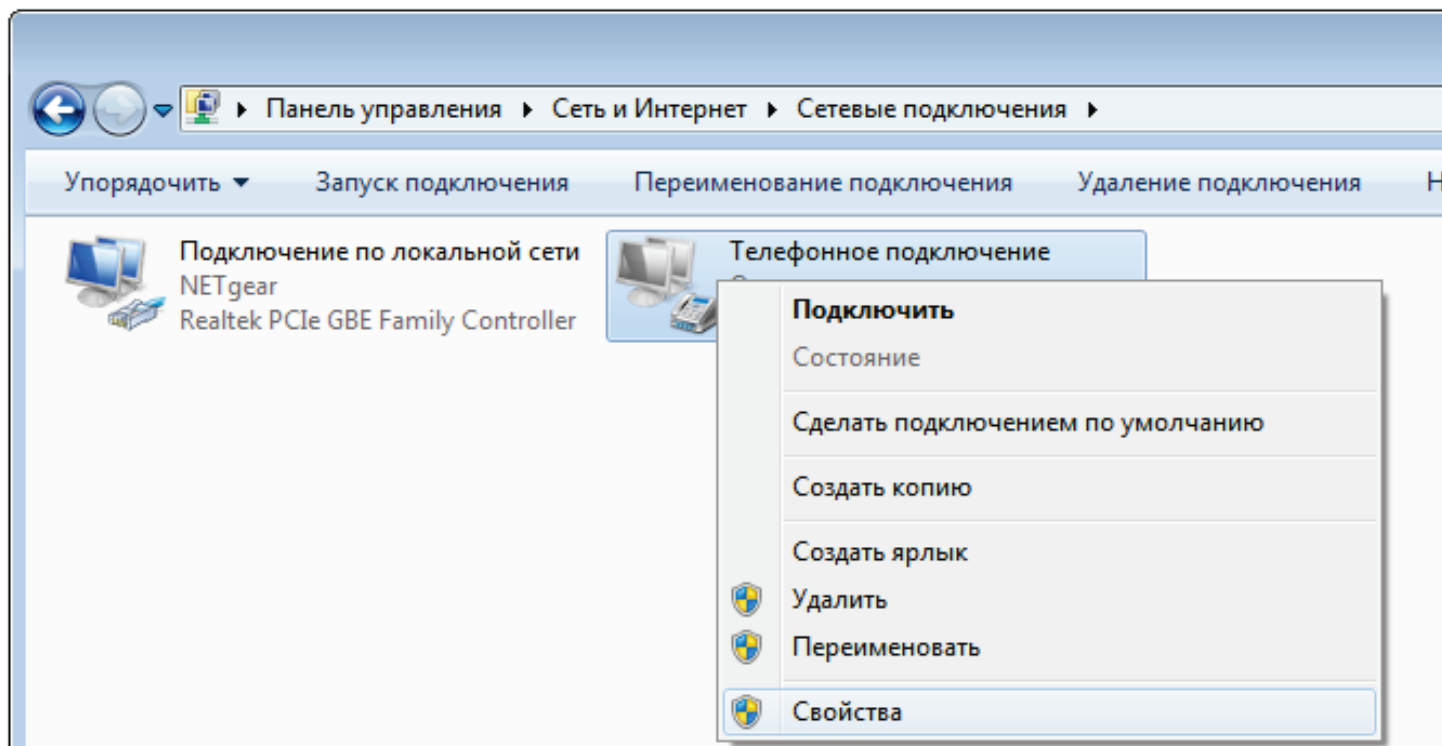 Панель управления Сеть и Интернет Сетевые подключения
Упорядочить Запуск подключения Переименование подключения Удаление подключения
Подключение по локальной сети
NETgear
Realtek PCIe GBE Family Controller
Телефонное подключение
Подключить
Состояние
Сделать подключением по умолчанию
Создать копию
Создать ярлык
Удалить
Переименовать
Свойства